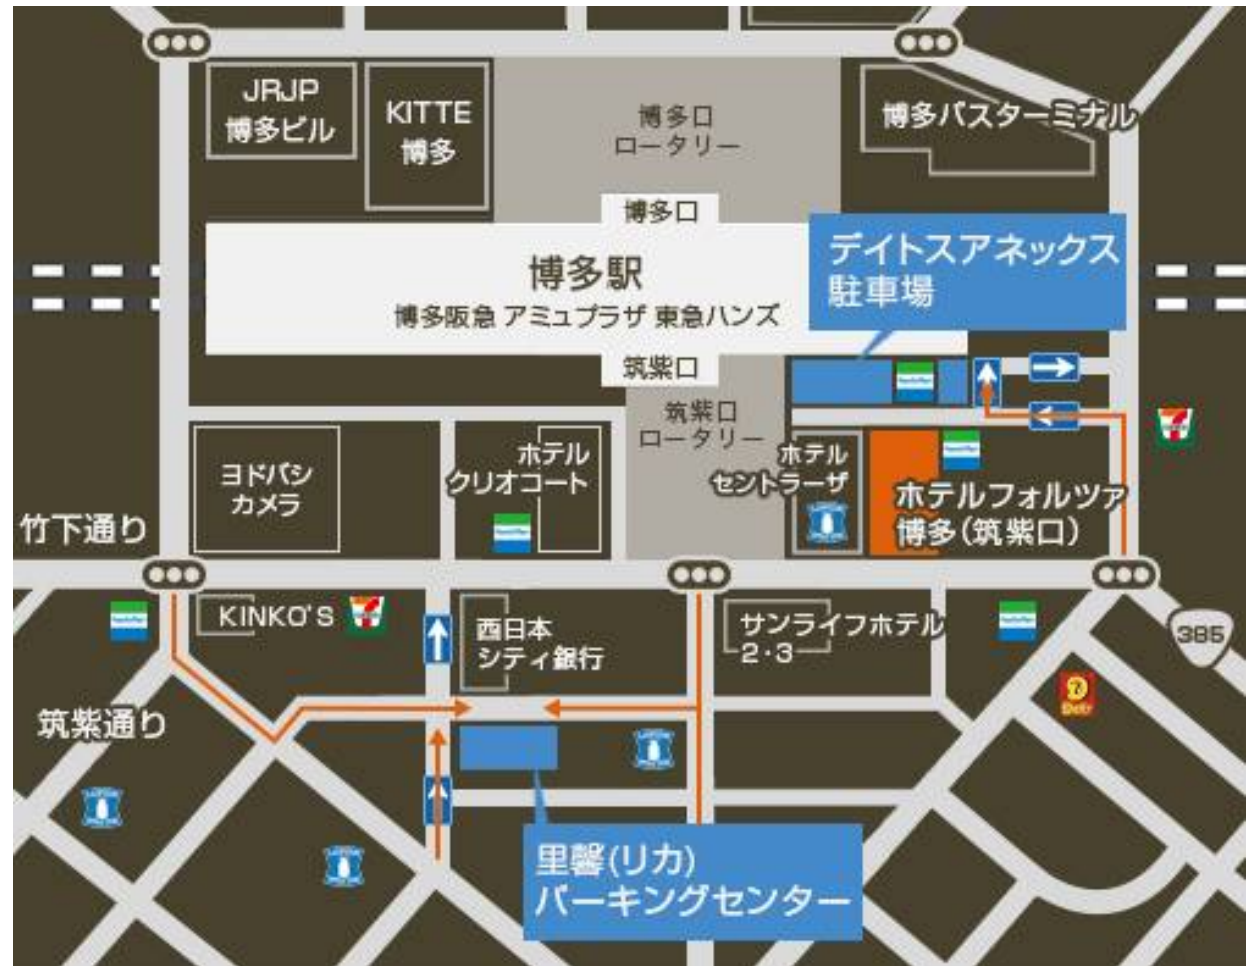 JRJP
博多ビル
KITTE
博多
博多口
ロータリー
博多バスターミナル
博多口
博多駅
博多阪急 アミュプラザ 東急ハンズ
デイトスアネックス
駐車場
筑紫口
筑紫口
ロータリー
ヨドバシ
カメラ
ホテル
クリオコート
ホテル
セントラーザ
ホテルフォルツァ
博多(筑紫口)
竹下通り
KINKO'S
西日本
シティ銀行
サンライフホテル
2・3
385
筑紫通り
里馨(リカ)
パーキングセンター